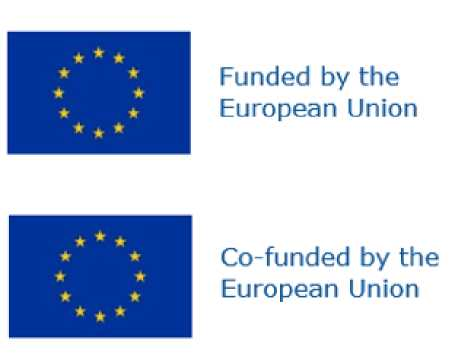 Funded by the
European Union
Co-funded by the
European Union